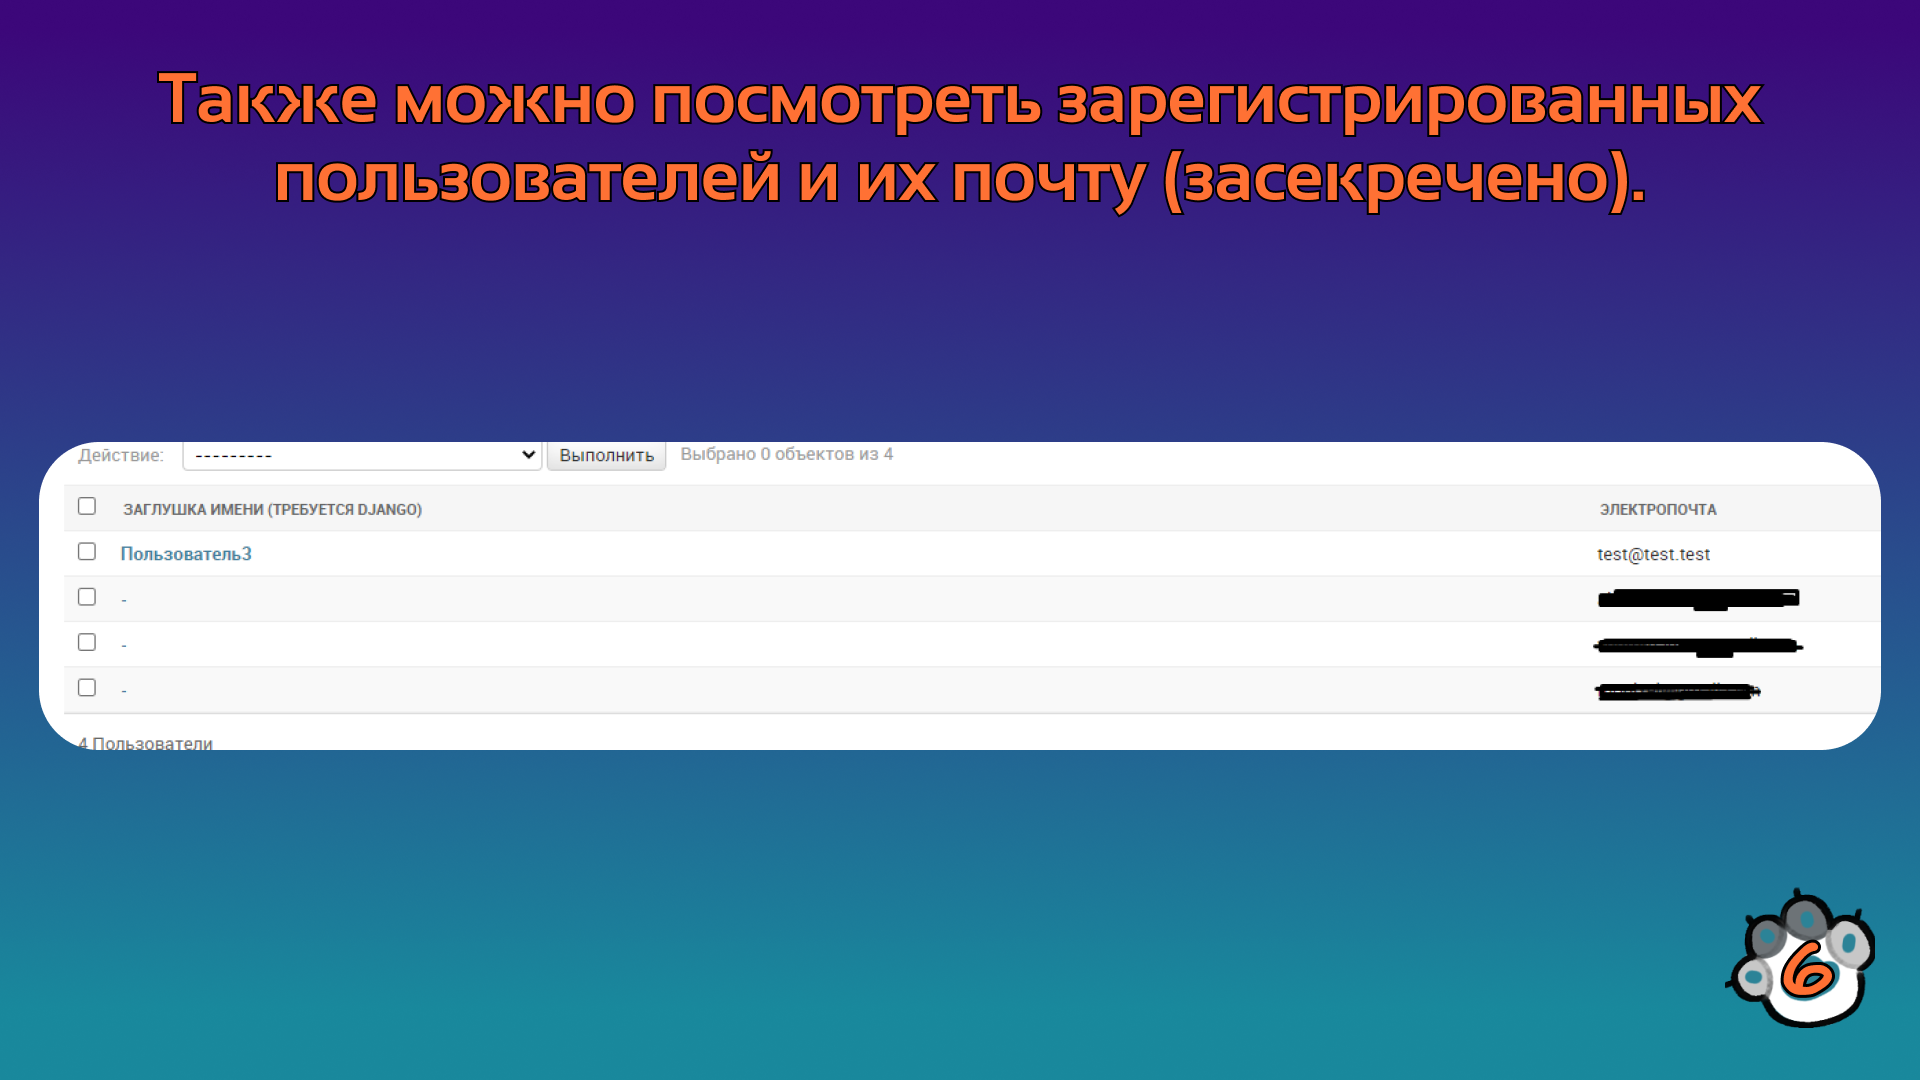 Также можно посмотреть зарегистрированных
пользователей и их почту (засекречено).
Действие: --------- Выполнить Выбрано 0 объектов из 4
ЗАГЛУШКА ИМЕНИ (ТРЕБУЕТСЯ DJANGO) ЭЛЕКТРОПОЧТА
Пользователь3 test@test.test
-
-
-
4 Пользователи
6